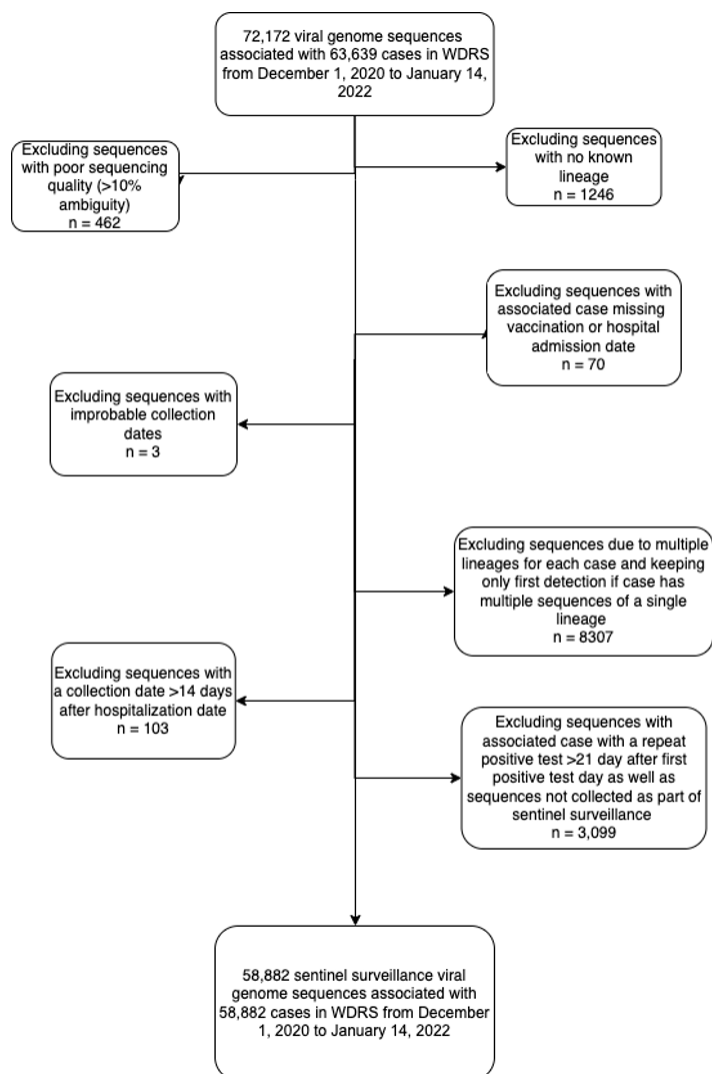 72,172 viral genome sequences
associated with 63,639 cases in WDRS
from December 1, 2020 to January 14,
2022
Excluding sequences
with poor sequencing
quality (>10%
ambiguity)
n = 462
Excluding sequences
with no known
lineage
n = 1246
Excluding sequences with
associated case missing
vaccination or hospital
admission date
n = 70
Excluding sequences with
improbable collection
dates
n = 3
Excluding sequences due to multiple
lineages for each case and keeping
only first detection if case has
multiple sequences of a single
lineage
n = 8307
Excluding sequences with
a collection date >14 days
after hospitalization date
n = 103
Excluding sequences with
associated case with a repeat
positive test >21 day after first
positive test day as well as
sequences not collected as part of
sentinel surveillance
n = 3,099
58,882 sentinel surveillance viral
genome sequences associated with
58,882 cases in WDRS from December
1, 2020 to January 14, 2022